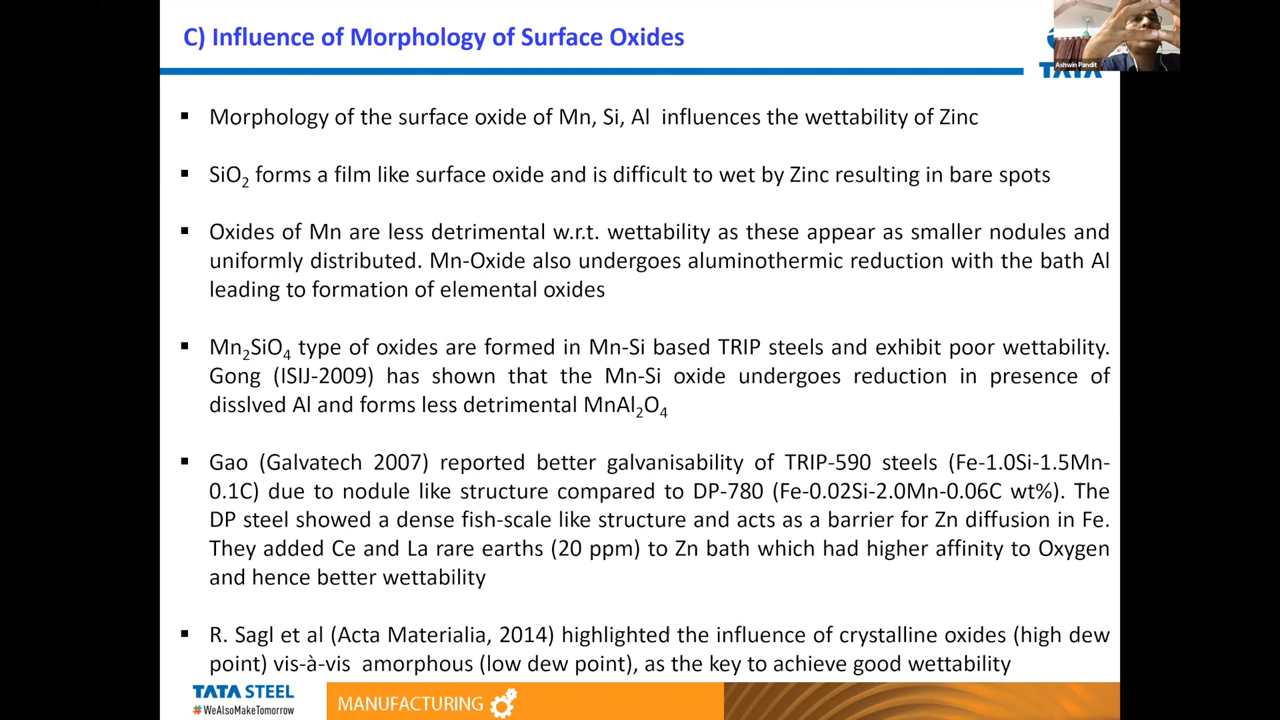 C) Influence of Morphology of Surface Oxides
Ashwin Pandit
TATA
▪ Morphology of the surface oxide of Mn, Si, Al influences the wettability of Zinc
▪ SiO₂ forms a film like surface oxide and is difficult to wet by Zinc resulting in bare spots
▪ Oxides of Mn are less detrimental w.r.t. wettability as these appear as smaller nodules and
uniformly distributed. Mn-Oxide also undergoes aluminothermic reduction with the bath Al
leading to formation of elemental oxides
▪ Mn₂SiO₄ type of oxides are formed in Mn-Si based TRIP steels and exhibit poor wettability.
Gong (ISIJ-2009) has shown that the Mn-Si oxide undergoes reduction in presence of
disslved Al and forms less detrimental MnAl₂O₄
▪ Gao (Galvatech 2007) reported better galvanisability of TRIP-590 steels (Fe-1.0Si-1.5Mn-
0.1C) due to nodule like structure compared to DP-780 (Fe-0.02Si-2.0Mn-0.06C wt%). The
DP steel showed a dense fish-scale like structure and acts as a barrier for Zn diffusion in Fe.
They added Ce and La rare earths (20 ppm) to Zn bath which had higher affinity to Oxygen
and hence better wettability
▪ R. Sagl et al (Acta Materialia, 2014) highlighted the influence of crystalline oxides (high dew
point) vis-à-vis amorphous (low dew point), as the key to achieve good wettability
TATA STEEL
#WeAlsoMakeTomorrow
MANUFACTURING